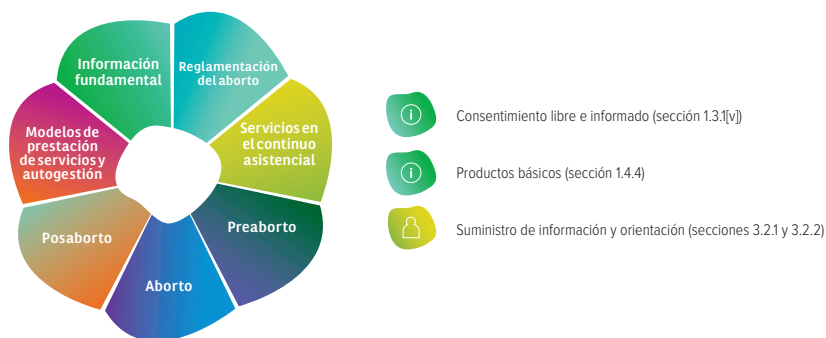 Información
fundamental
Reglamentación
del aborto
Servicios en
el continuo
asistencial
Preaborto
Aborto
Posaborto
Modelos de
prestación
de servicios y
autogestión
Consentimiento libre e informado (sección 1.3.1[v])
Productos básicos (sección 1.4.4)
Suministro de información y orientación (secciones 3.2.1 y 3.2.2)